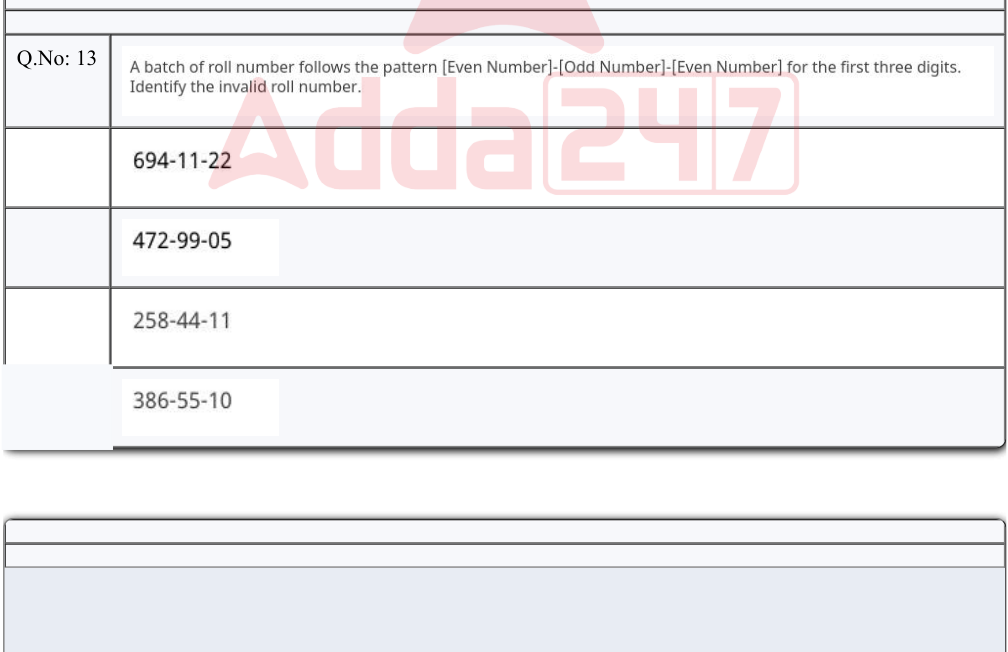 Q.No: 13
A batch of roll number follows the pattern [Even Number]-[Odd Number]-[Even Number] for the first three digits.
Identify the invalid roll number.
Adda247
694-11-22
472-99-05
258-44-11
386-55-10